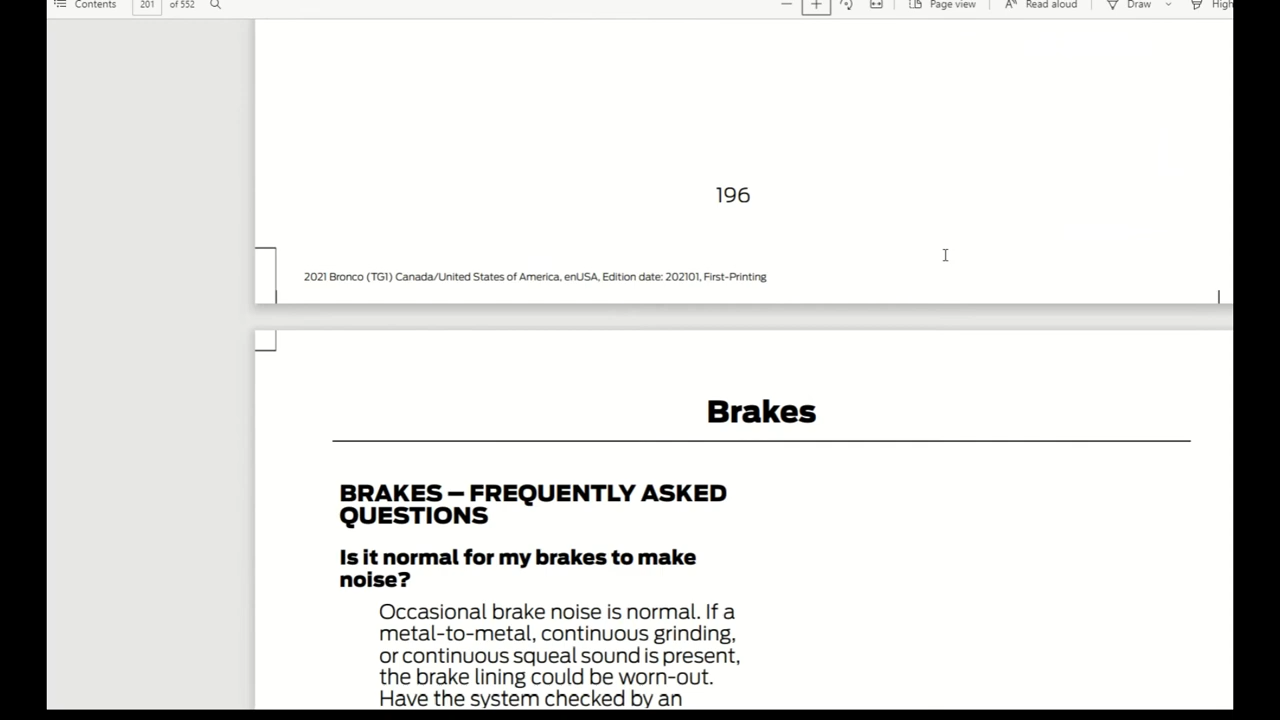 Contents 201 of 552 Page view Read aloud Draw
196
2021 Bronco (TG1) Canada/United States of America, enUSA, Edition date: 202101, First-Printing
Brakes
BRAKES – FREQUENTLY ASKED
QUESTIONS
Is it normal for my brakes to make
noise?
Occasional brake noise is normal. If a
metal-to-metal, continuous grinding,
or continuous squeal sound is present,
the brake lining could be worn-out.
Have the system checked by an